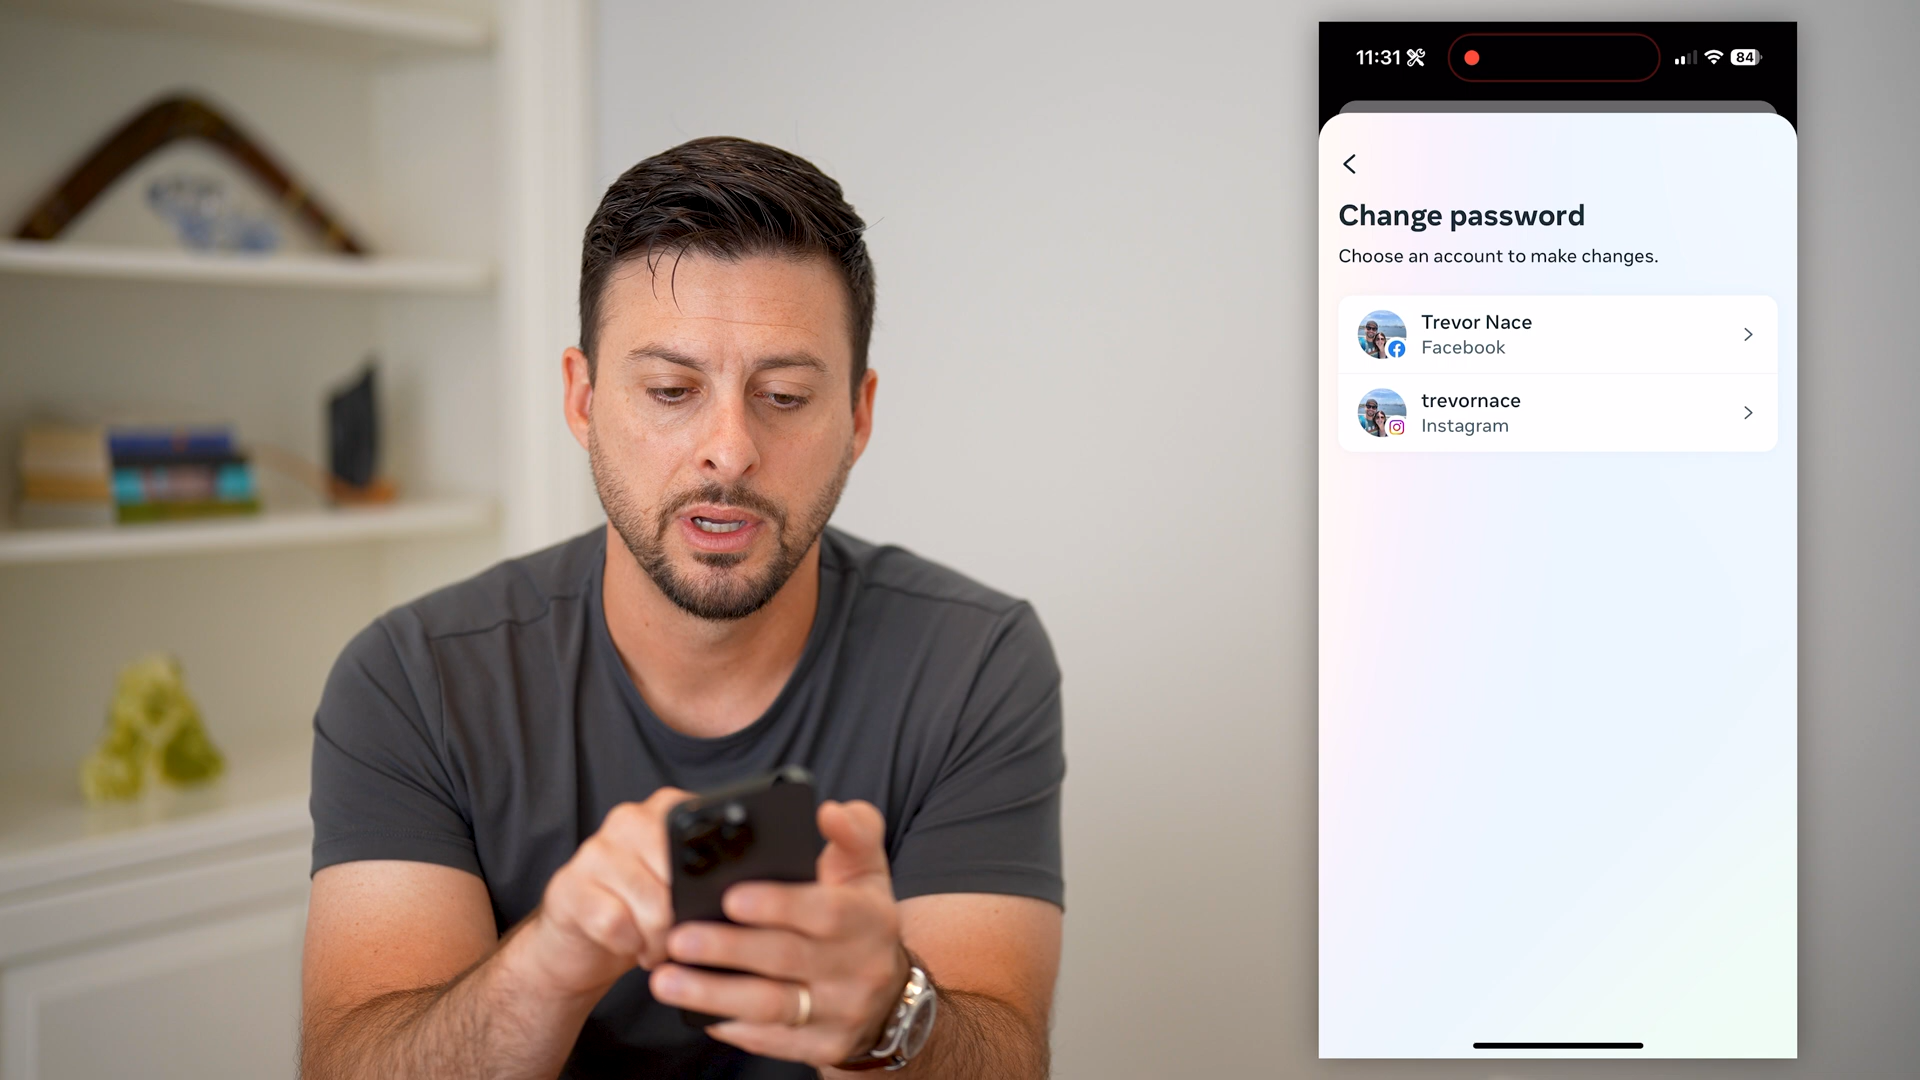 11:31
84
Change password
Choose an account to make changes.
Trevor Nace
Facebook
trevornace
Instagram